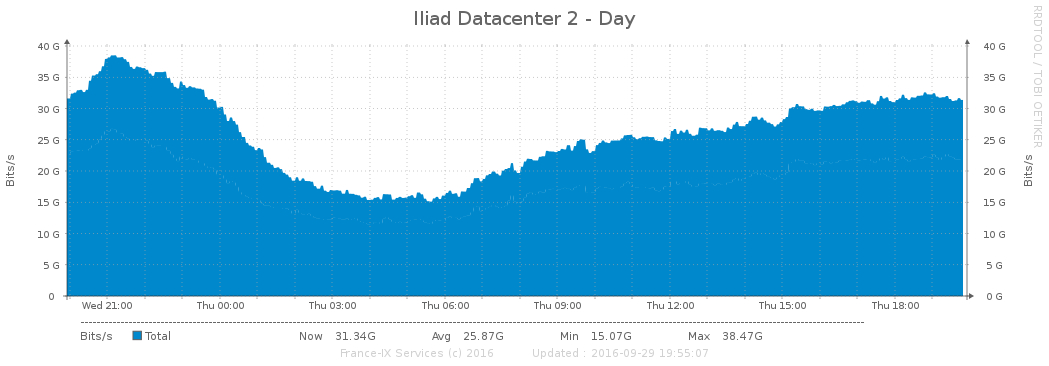 Iliad Datacenter 2 - Day
RRDTOOL / TOBI OETIKER
40 G 40 G
35 G 35 G
30 G 30 G
25 G 25 G
20 G 20 G
15 G 15 G
10 G 10 G
5 G 5 G
0 0 G
Bits/s
Bits/s
Wed 21:00 Thu 00:00 Thu 03:00 Thu 06:00 Thu 09:00 Thu 12:00 Thu 15:00 Thu 18:00
Bits/s Total Now 31.34G Avg 25.87G Min 15.07G Max 38.47G
France-IX Services (c) 2016 Updated : 2016-09-29 19:55:07